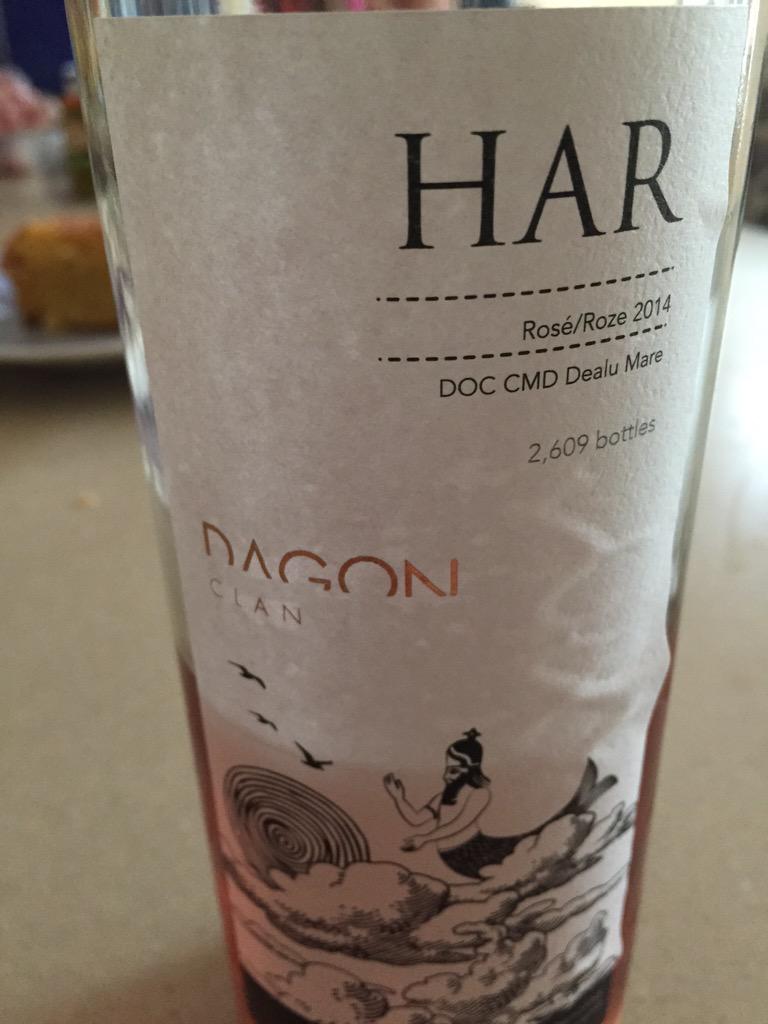 HAR
Rosé/Roze 2014
DOC CMD Dealu Mare
2,609 bottles
DAGON
CLAN